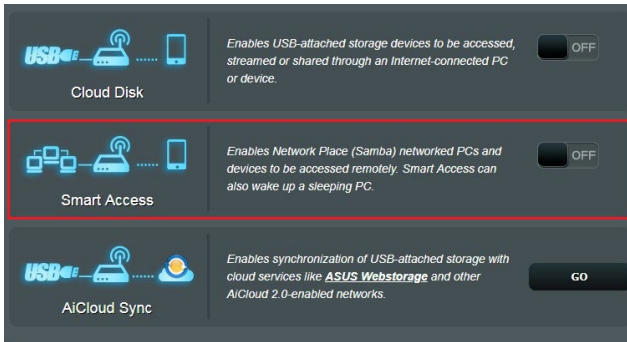 USB
Cloud Disk
Enables USB-attached storage devices to be accessed,
streamed or shared through an Internet-connected PC
or device.
OFF
Smart Access
Enables Network Place (Samba) networked PCs and
devices to be accessed remotely. Smart Access can
also wake up a sleeping PC.
OFF
USB
AiCloud Sync
Enables synchronization of USB-attached storage with
cloud services like ASUS Webstorage and other
AiCloud 2.0-enabled networks.
GO